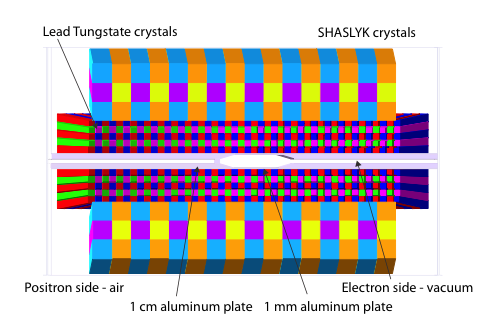 Lead Tungstate crystals
SHASLYK crystals
Positron side - air
Electron side - vacuum
1 cm aluminum plate
1 mm aluminum plate